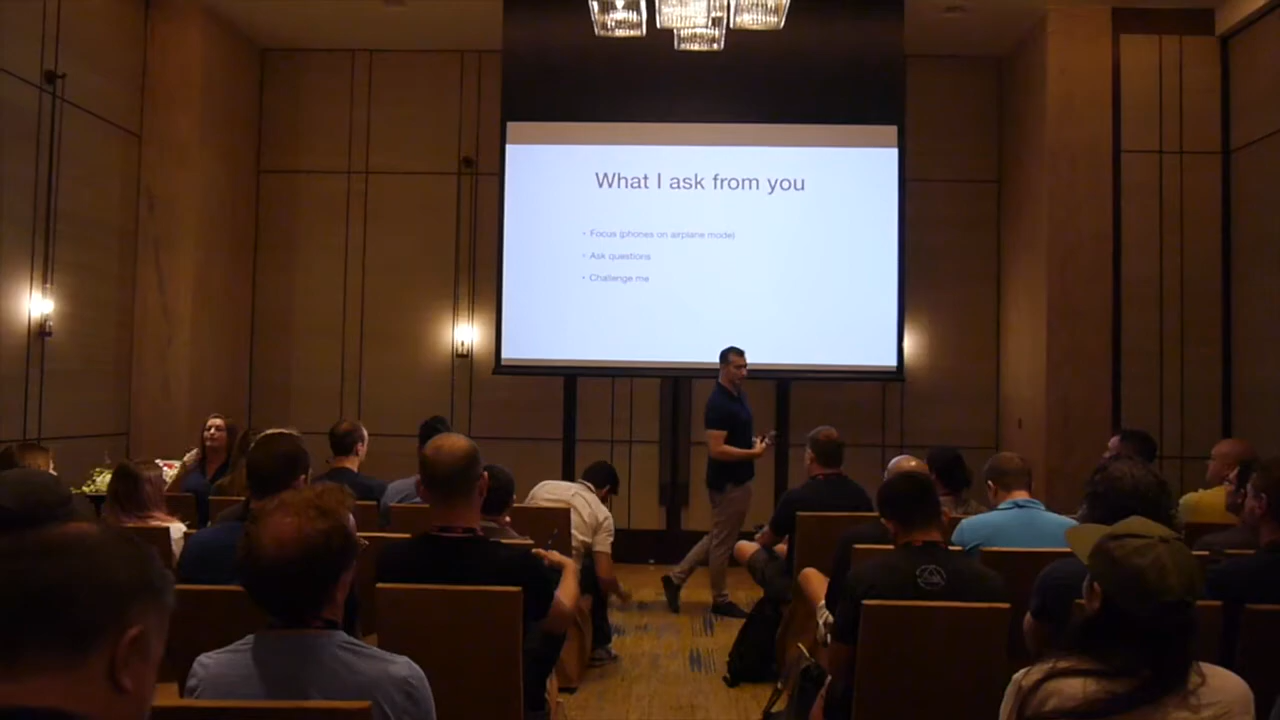 What I ask from you
• Focus (phones on airplane mode)
• Ask questions
• Challenge me